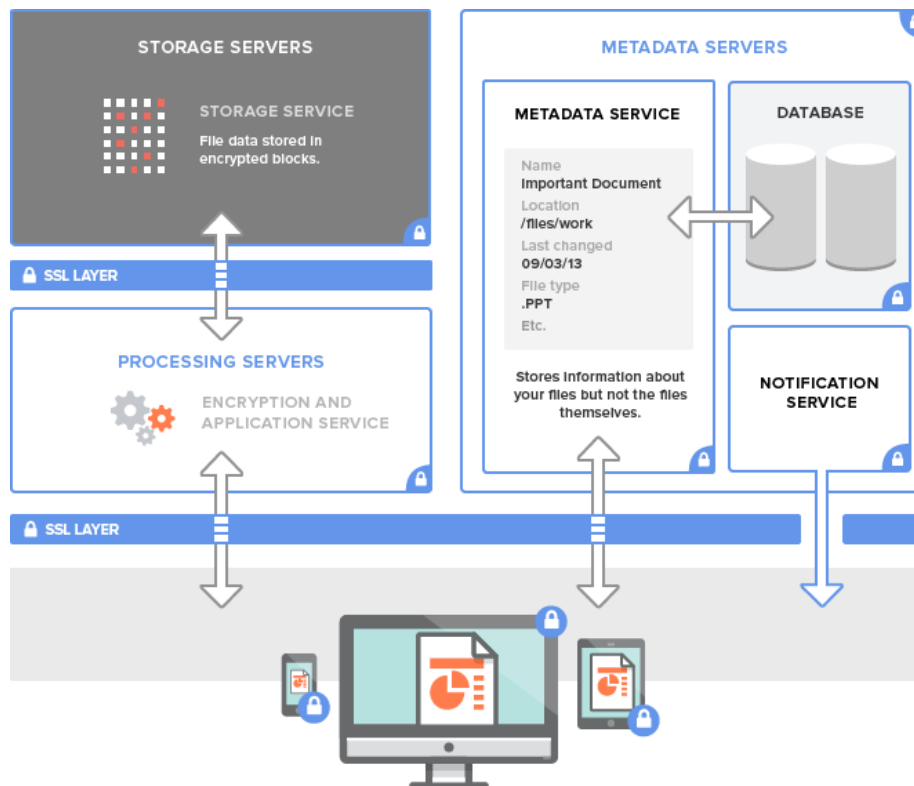 STORAGE SERVERS
STORAGE SERVICE
File data stored in
encrypted blocks.
SSL LAYER
PROCESSING SERVERS
ENCRYPTION AND
APPLICATION SERVICE
METADATA SERVERS
METADATA SERVICE
Name
Important Document
Location
/files/work
Last changed
09/03/13
File type
.PPT
Etc.
Stores information about
your files but not the files
themselves.
DATABASE
NOTIFICATION
SERVICE
SSL LAYER